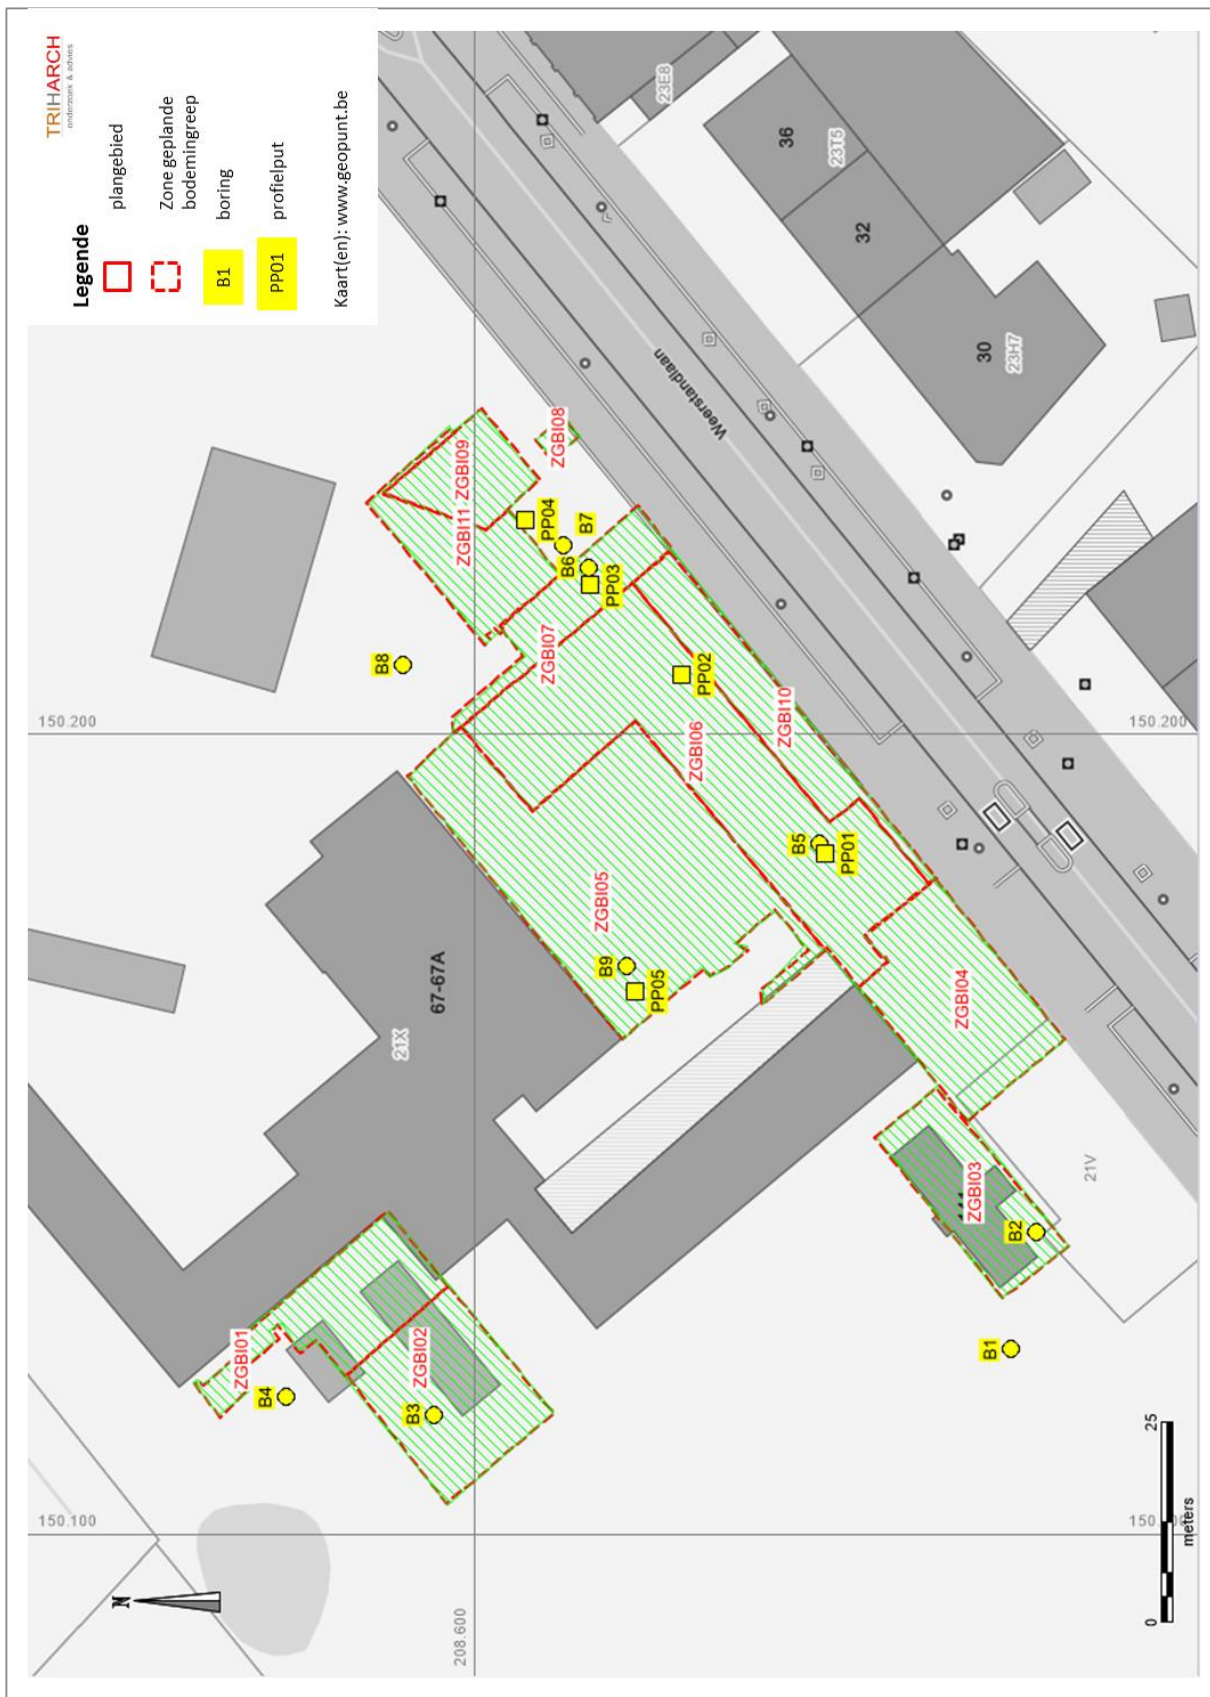 TRIHARCH
onderzoek & advies
Legende
plangebied
Zone geplande
bodemingreep
B1
boring
PP01
profielput
Kaart(en): www.geopunt.be
N
150.100
150.200
208.600
ZGBI01
B4
B3
ZGBI02
21X
67-67A
B8
ZGBI11
ZGBI09
ZGBI08
PP04
B7
B6
PP03
ZGBI07
ZGBI05
B9
PP05
ZGBI06
PP02
ZGBI10
B5
PP01
ZGBI04
ZGBI03
B2
B1
21V
Weerstandlaan
23E8
36
23T5
32
30
23H7
150.200
0
25
meters